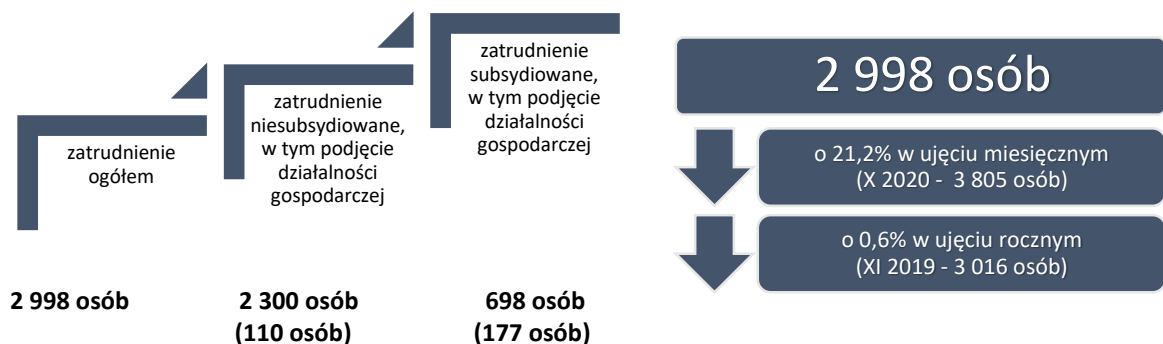 zatrudnienie
ogółem
zatrudnienie
niesubsydiowane,
w tym podjęcie
działalności
gospodarczej
zatrudnienie
subsydiowane,
w tym podjęcie
działalności
gospodarczej
2 998 osób
2 300 osób
(110 osób)
698 osób
(177 osób)
2 998 osób
o 21,2% w ujęciu miesięcznym
(X 2020 - 3 805 osób)
o 0,6% w ujęciu rocznym
(XI 2019 - 3 016 osób)